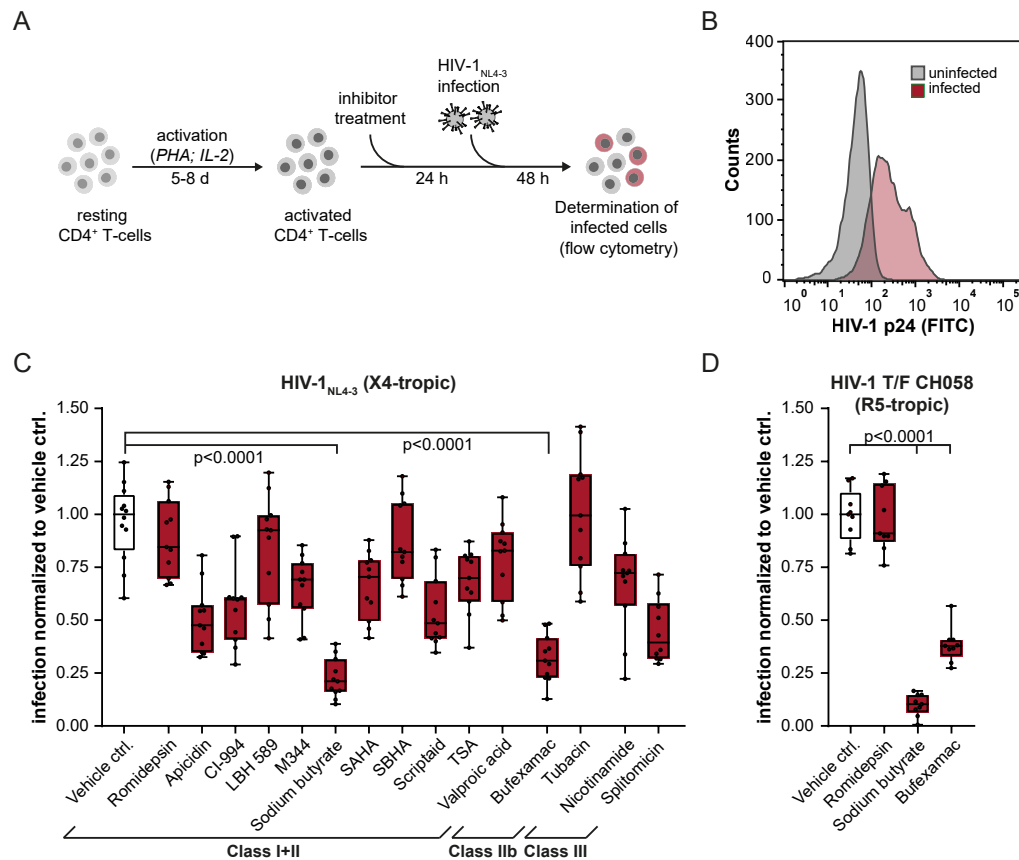 A
HIV-1NL4-3
infection
inhibitor
treatment
activation
(PHA; IL-2)
5-8 d
24 h
48 h
resting
CD4+ T-cells
activated
CD4+ T-cells
Determination of
infected cells
(flow cytometry)
B
uninfected
infected
Counts
400
300
200
100
0
10^0 10^1 10^2 10^3 10^4 10^5
HIV-1 p24 (FITC)
C
HIV-1NL4-3 (X4-tropic)
infection normalized to vehicle ctrl.
1.50
1.25
1.00
0.75
0.50
0.25
0.00
p<0.0001
p<0.0001
Vehicle ctrl.
Romidepsin
Apicidin
CI-994
LBH 589
M344
Sodium butyrate
SAHA
SBHA
Scriptaid
TSA
Valproic acid
Bufexamac
Tubacin
Nicotinamide
Splitomicin
Class I+II
Class IIb
Class III
D
HIV-1 T/F CH058
(R5-tropic)
infection normalized to vehicle ctrl.
1.50
1.25
1.00
0.75
0.50
0.25
0.00
p<0.0001
Vehicle ctrl.
Romidepsin
Sodium butyrate
Bufexamac